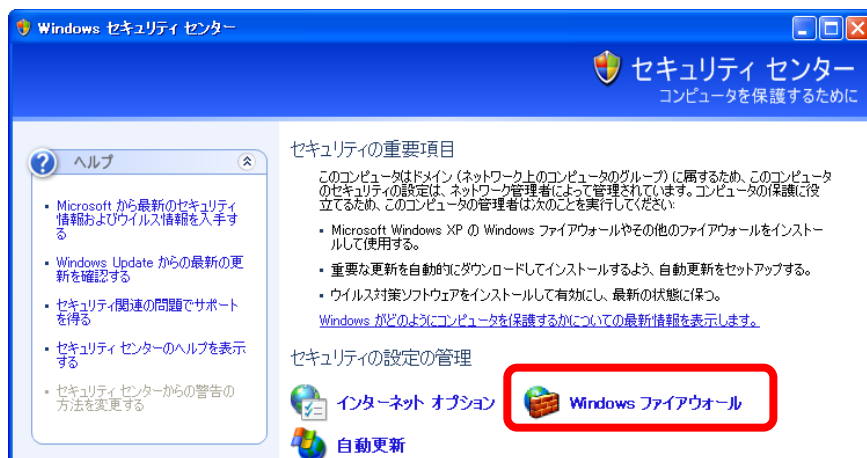 Windows セキュリティ センター
セキュリティ センター
コンピュータを保護するために
ヘルプ
Microsoft から最新のセキュリティ
情報およびウイルス情報を入手す
る
Windows Update からの最新の更
新を確認する
セキュリティ関連の問題でサポート
を得る
セキュリティ センターのヘルプを表示
する
セキュリティ センターからの警告の
方法を変更する
セキュリティの重要項目
このコンピュータはドメイン (ネットワーク上のコンピュータのグループ) に属するため、このコンピュータ
のセキュリティの設定は、ネットワーク管理者によって管理されています。コンピュータの保護に役
立てるため、このコンピュータの管理者は次のことを実行してください:
Microsoft Windows XP の Windows ファイアウォールやその他のファイアウォールをインストー
ルして使用する。
重要な更新を自動的にダウンロードしてインストールするよう、自動更新をセットアップする。
ウイルス対策ソフトウェアをインストールして有効にし、最新の状態に保つ。
Windows がどのようにコンピュータを保護するかについての最新情報を表示します。
セキュリティの設定の管理
インターネット オプション
Windows ファイアウォール
自動更新